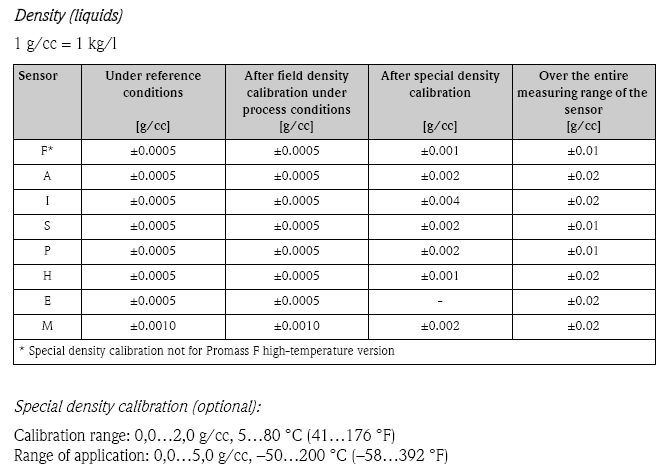 Density (liquids)
1 g/cc = 1 kg/l
Sensor Under reference conditions [g/cc] After field density calibration under process conditions [g/cc] After special density calibration [g/cc] Over the entire measuring range of the sensor [g/cc]
F* ±0.0005 ±0.0005 ±0.001 ±0.01
A ±0.0005 ±0.0005 ±0.002 ±0.02
I ±0.0005 ±0.0005 ±0.004 ±0.02
S ±0.0005 ±0.0005 ±0.002 ±0.01
P ±0.0005 ±0.0005 ±0.002 ±0.01
H ±0.0005 ±0.0005 ±0.001 ±0.02
E ±0.0005 ±0.0005 - ±0.02
M ±0.0010 ±0.0010 ±0.002 ±0.02
* Special density calibration not for Promass F high-temperature version
Special density calibration (optional):
Calibration range: 0,0…2,0 g/cc, 5…80 °C (41…176 °F)
Range of application: 0,0…5,0 g/cc, –50…200 °C (–58…392 °F)